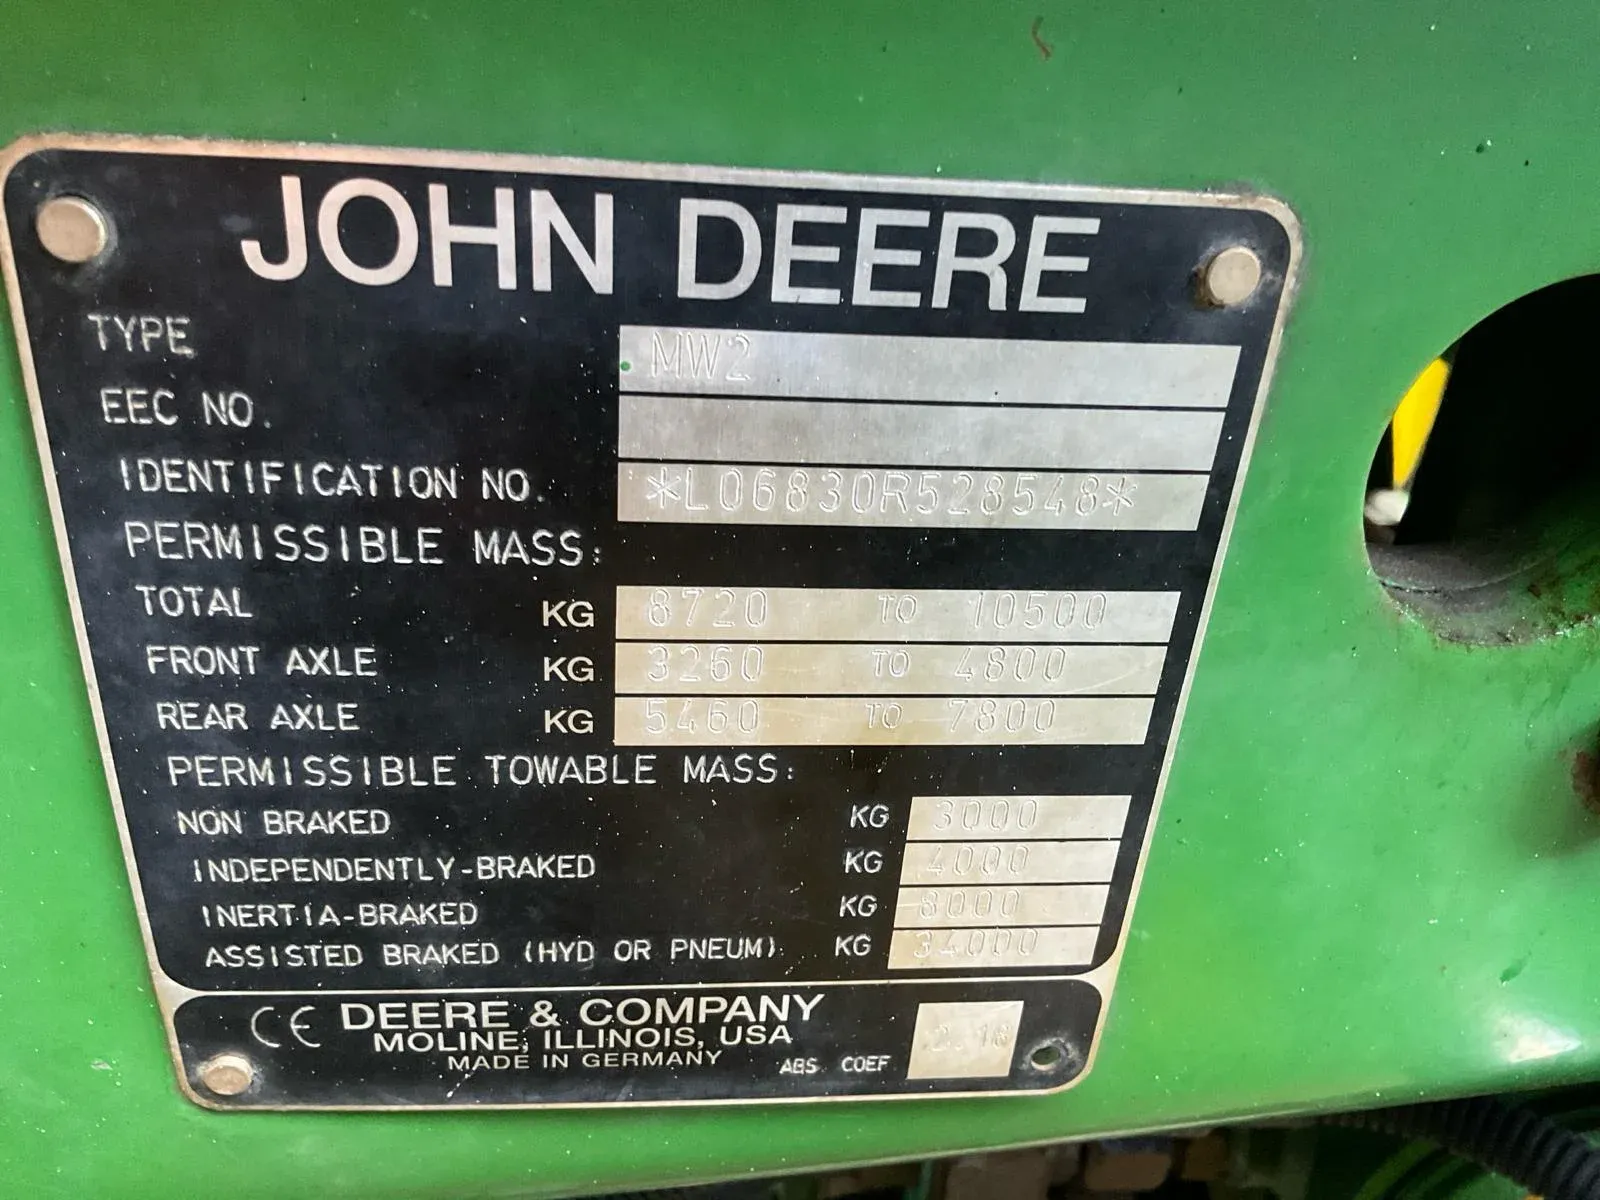 JOHN DEERE
TYPE MW2
EEC NO.
IDENTIFICATION NO. *L06830R528548*
PERMISSIBLE MASS:
TOTAL KG 8720 TO 10500
FRONT AXLE KG 3260 TO 4800
REAR AXLE KG 5460 TO 7800
PERMISSIBLE TOWABLE MASS:
NON BRAKED KG 3000
INDEPENDENTLY-BRAKED KG 4000
INERTIA-BRAKED KG 8000
ASSISTED BRAKED (HYD OR PNEUM) KG 34000
CE DEERE & COMPANY
MOLINE, ILLINOIS, USA
MADE IN GERMANY
ABS COEF